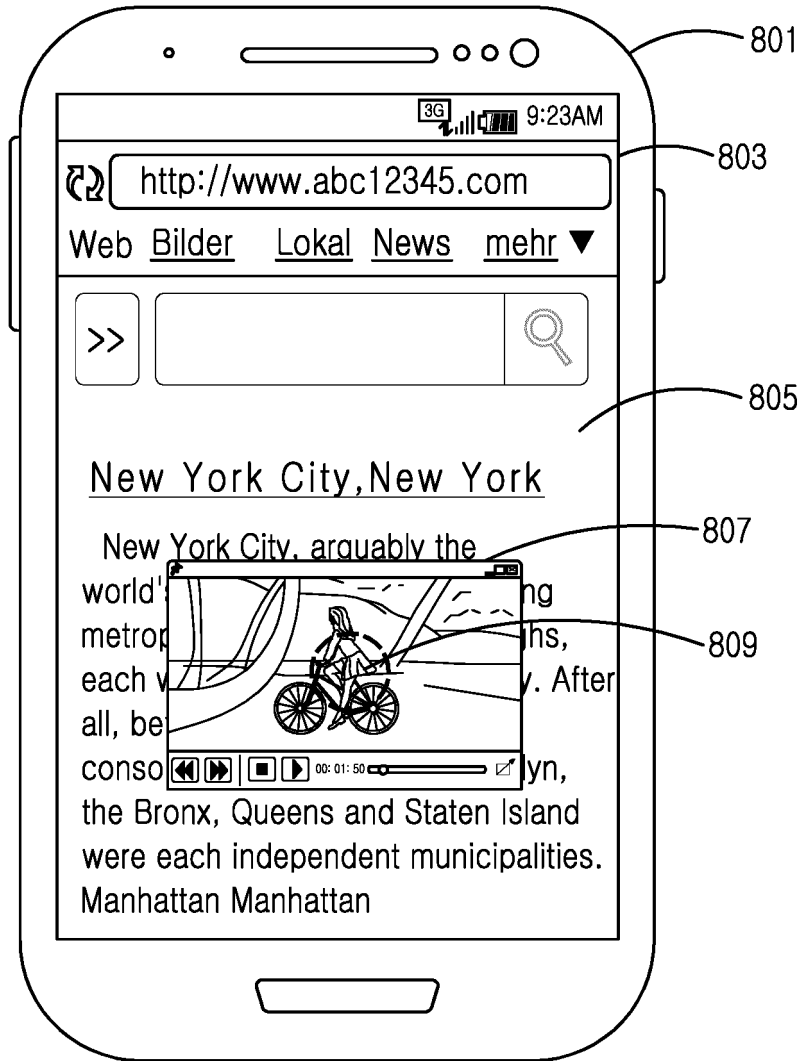 801
3G 9:23AM
803
http://www.abc12345.com
Web Bilder Lokal News mehr ▼
>>
805
New York City,New York
New York City, arguably the
807
world's ng
metrop ghs,
809
each w y. After
all, be
00:01:50
conso lyn,
the Bronx, Queens and Staten Island
were each independent municipalities.
Manhattan Manhattan